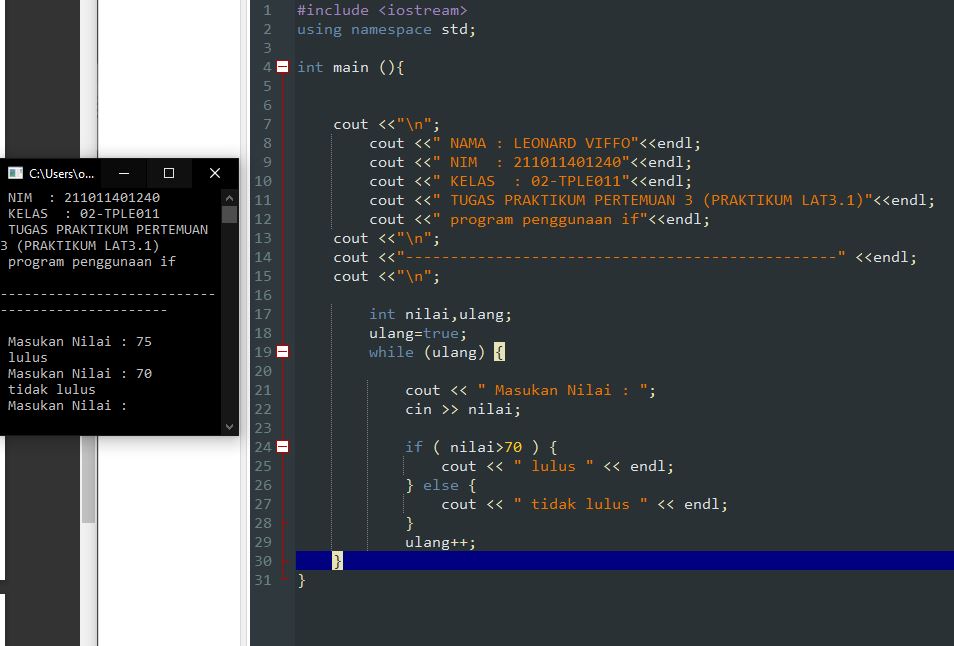 C:\Users\o...
NIM  : 211011401240
KELAS  : 02-TPLE011
TUGAS PRAKTIKUM PERTEMUAN
3 (PRAKTIKUM LAT3.1)
program penggunaan if
---------------------------
---------------------
Masukan Nilai : 75
lulus
Masukan Nilai : 70
tidak lulus
Masukan Nilai :
1 #include <iostream>
2 using namespace std;
3
4 int main (){
5
6
7 cout <<"\n";
8 cout <<" NAMA : LEONARD VIFFO"<<endl;
9 cout <<" NIM  : 211011401240"<<endl;
10 cout <<" KELAS  : 02-TPLE011"<<endl;
11 cout <<" TUGAS PRAKTIKUM PERTEMUAN 3 (PRAKTIKUM LAT3.1)"<<endl;
12 cout <<" program penggunaan if"<<endl;
13 cout <<"\n";
14 cout <<"------------------------------------------------" <<endl;
15 cout <<"\n";
16
17 int nilai,ulang;
18 ulang=true;
19 while (ulang) {
20
21 cout << " Masukan Nilai : ";
22 cin >> nilai;
23
24 if ( nilai>70 ) {
25 cout << " lulus " << endl;
26 } else {
27 cout << " tidak lulus " << endl;
28 }
29 ulang++;
30 }
31 }